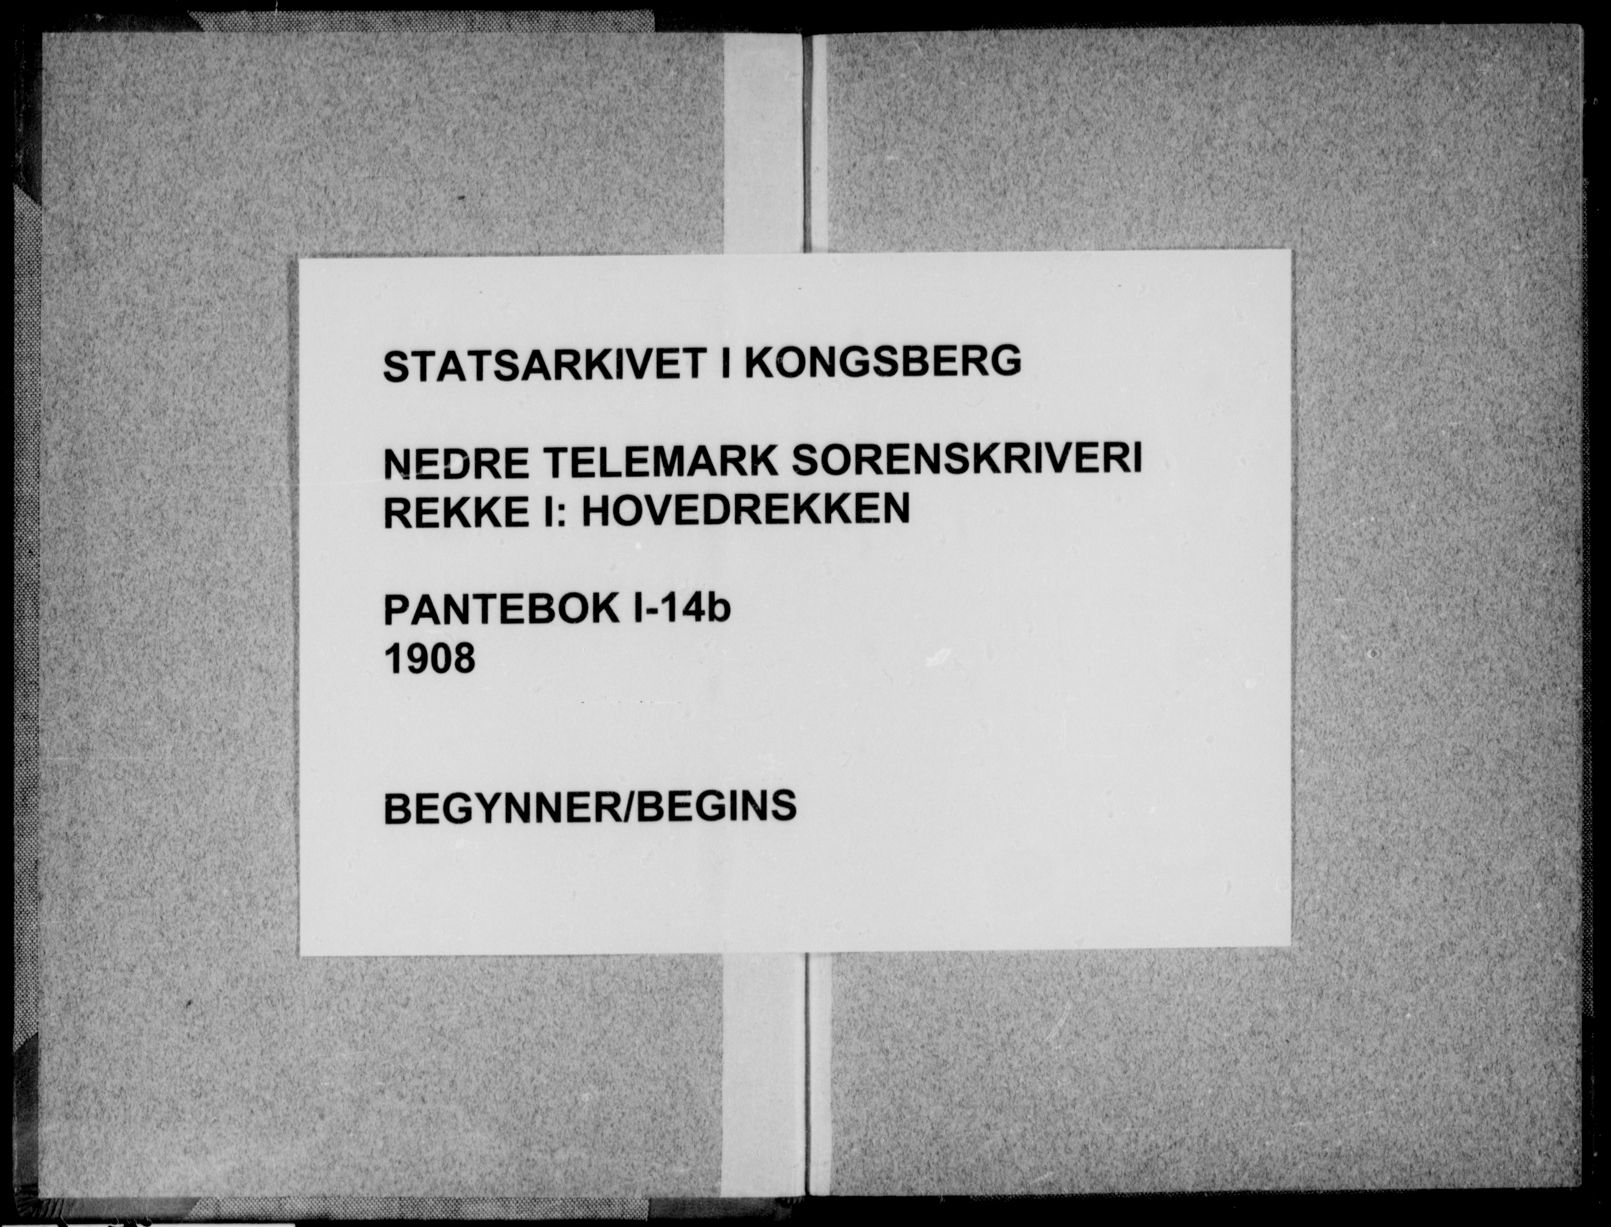 STATSARKIVET I KONGSBERG
NEDRE TELEMARK SORENSKRIVERI
REKKE I: HOVEDREKKEN
PANTEBOK I-14b
1908
BEGYNNER/BEGINS